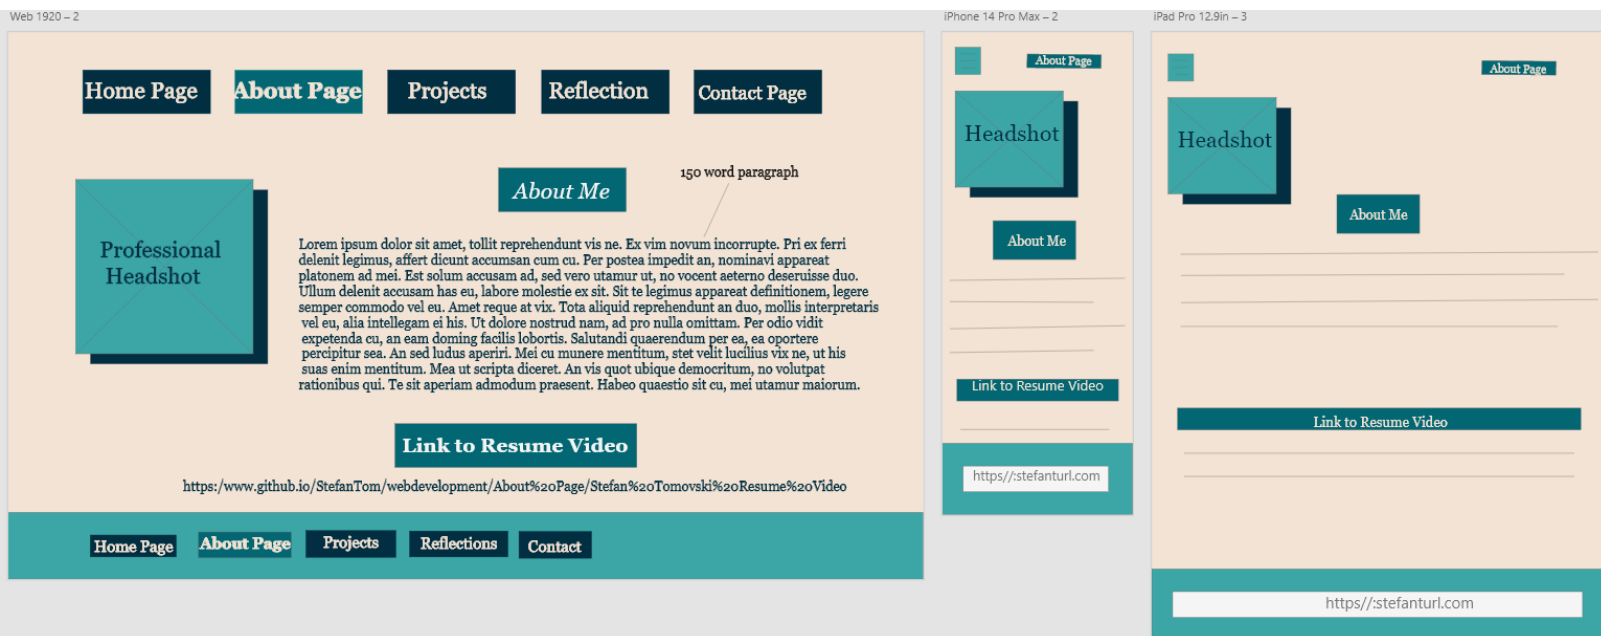 Web 1920 – 2
Home Page
About Page
Projects
Reflection
Contact Page
Professional
Headshot
About Me
150 word paragraph
Lorem ipsum dolor sit amet, tollit reprehendunt vis ne. Ex vim novum incorrupte. Pri ex ferri
delenit legimus, affert dicunt accumsan cum cu. Per postea impedit an, nominavi appareat
platonem ad mei. Est solum accusam ad, sed vero utamur ut, no vocent aeterno deseruisse duo.
Ullum delenit accusam has eu, labore molestie ex sit. Sit te legimus appareat definitionem, legere
semper commodo vel eu. Amet reque at vix. Tota aliquid reprehendunt an duo, mollis interpretaris
vel eu, alia intellegam ei his. Ut dolore nostrud nam, ad pro nulla omittam. Per odio vidit
expetenda cu, an eam doming facilis lobortis. Salutandi quaerendum per ea, ea oportere
percipitur sea. An sed ludus aperiri. Mei cu munere mentitum, stet velit lucilius vix ne, ut his
suas enim mentitum. Mea ut scripta diceret. An vis quot ubique democritum, no volutpat
rationibus qui. Te sit aperiam admodum praesent. Habeo quaestio sit cu, mei utamur maiorum.
Link to Resume Video
https:/www.github.io/StefanTom/webdevelopment/About%20Page/Stefan%20Tomovski%20Resume%20Video
Home Page
About Page
Projects
Reflections
Contact
iPhone 14 Pro Max – 2
About Page
Headshot
About Me
Link to Resume Video
https//:stefanturl.com
iPad Pro 12.9in – 3
About Page
Headshot
About Me
Link to Resume Video
https//:stefanturl.com